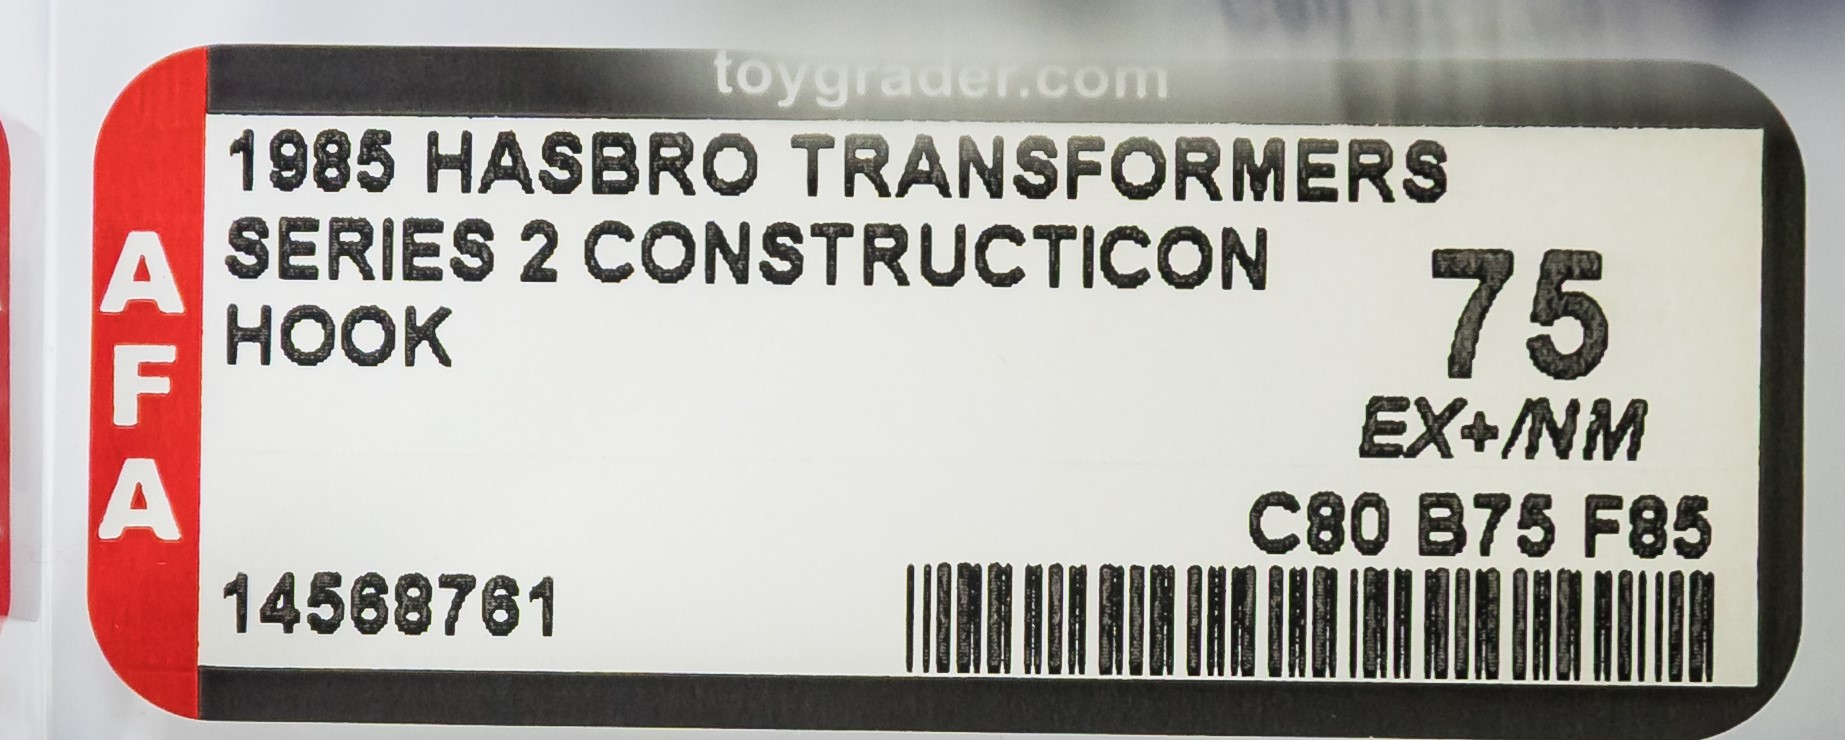 toygrader.com
AFA
1985 HASBRO TRANSFORMERS
SERIES 2 CONSTRUCTICON
HOOK
75
EX+/NM
C80 B75 F85
14568761